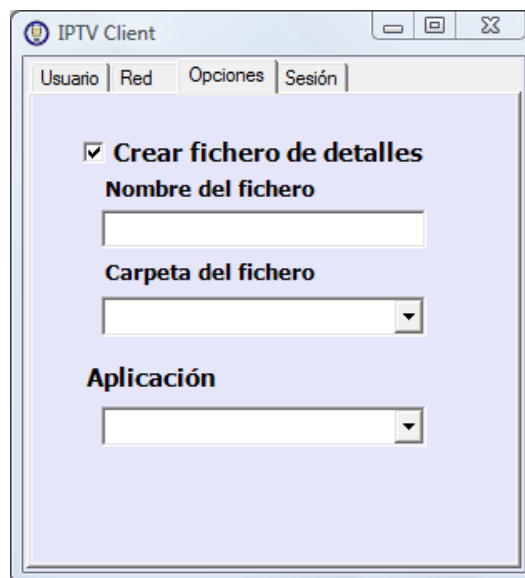 IPTV Client
Usuario Red Opciones Sesión
Crear fichero de detalles
Nombre del fichero
Carpeta del fichero
Aplicación